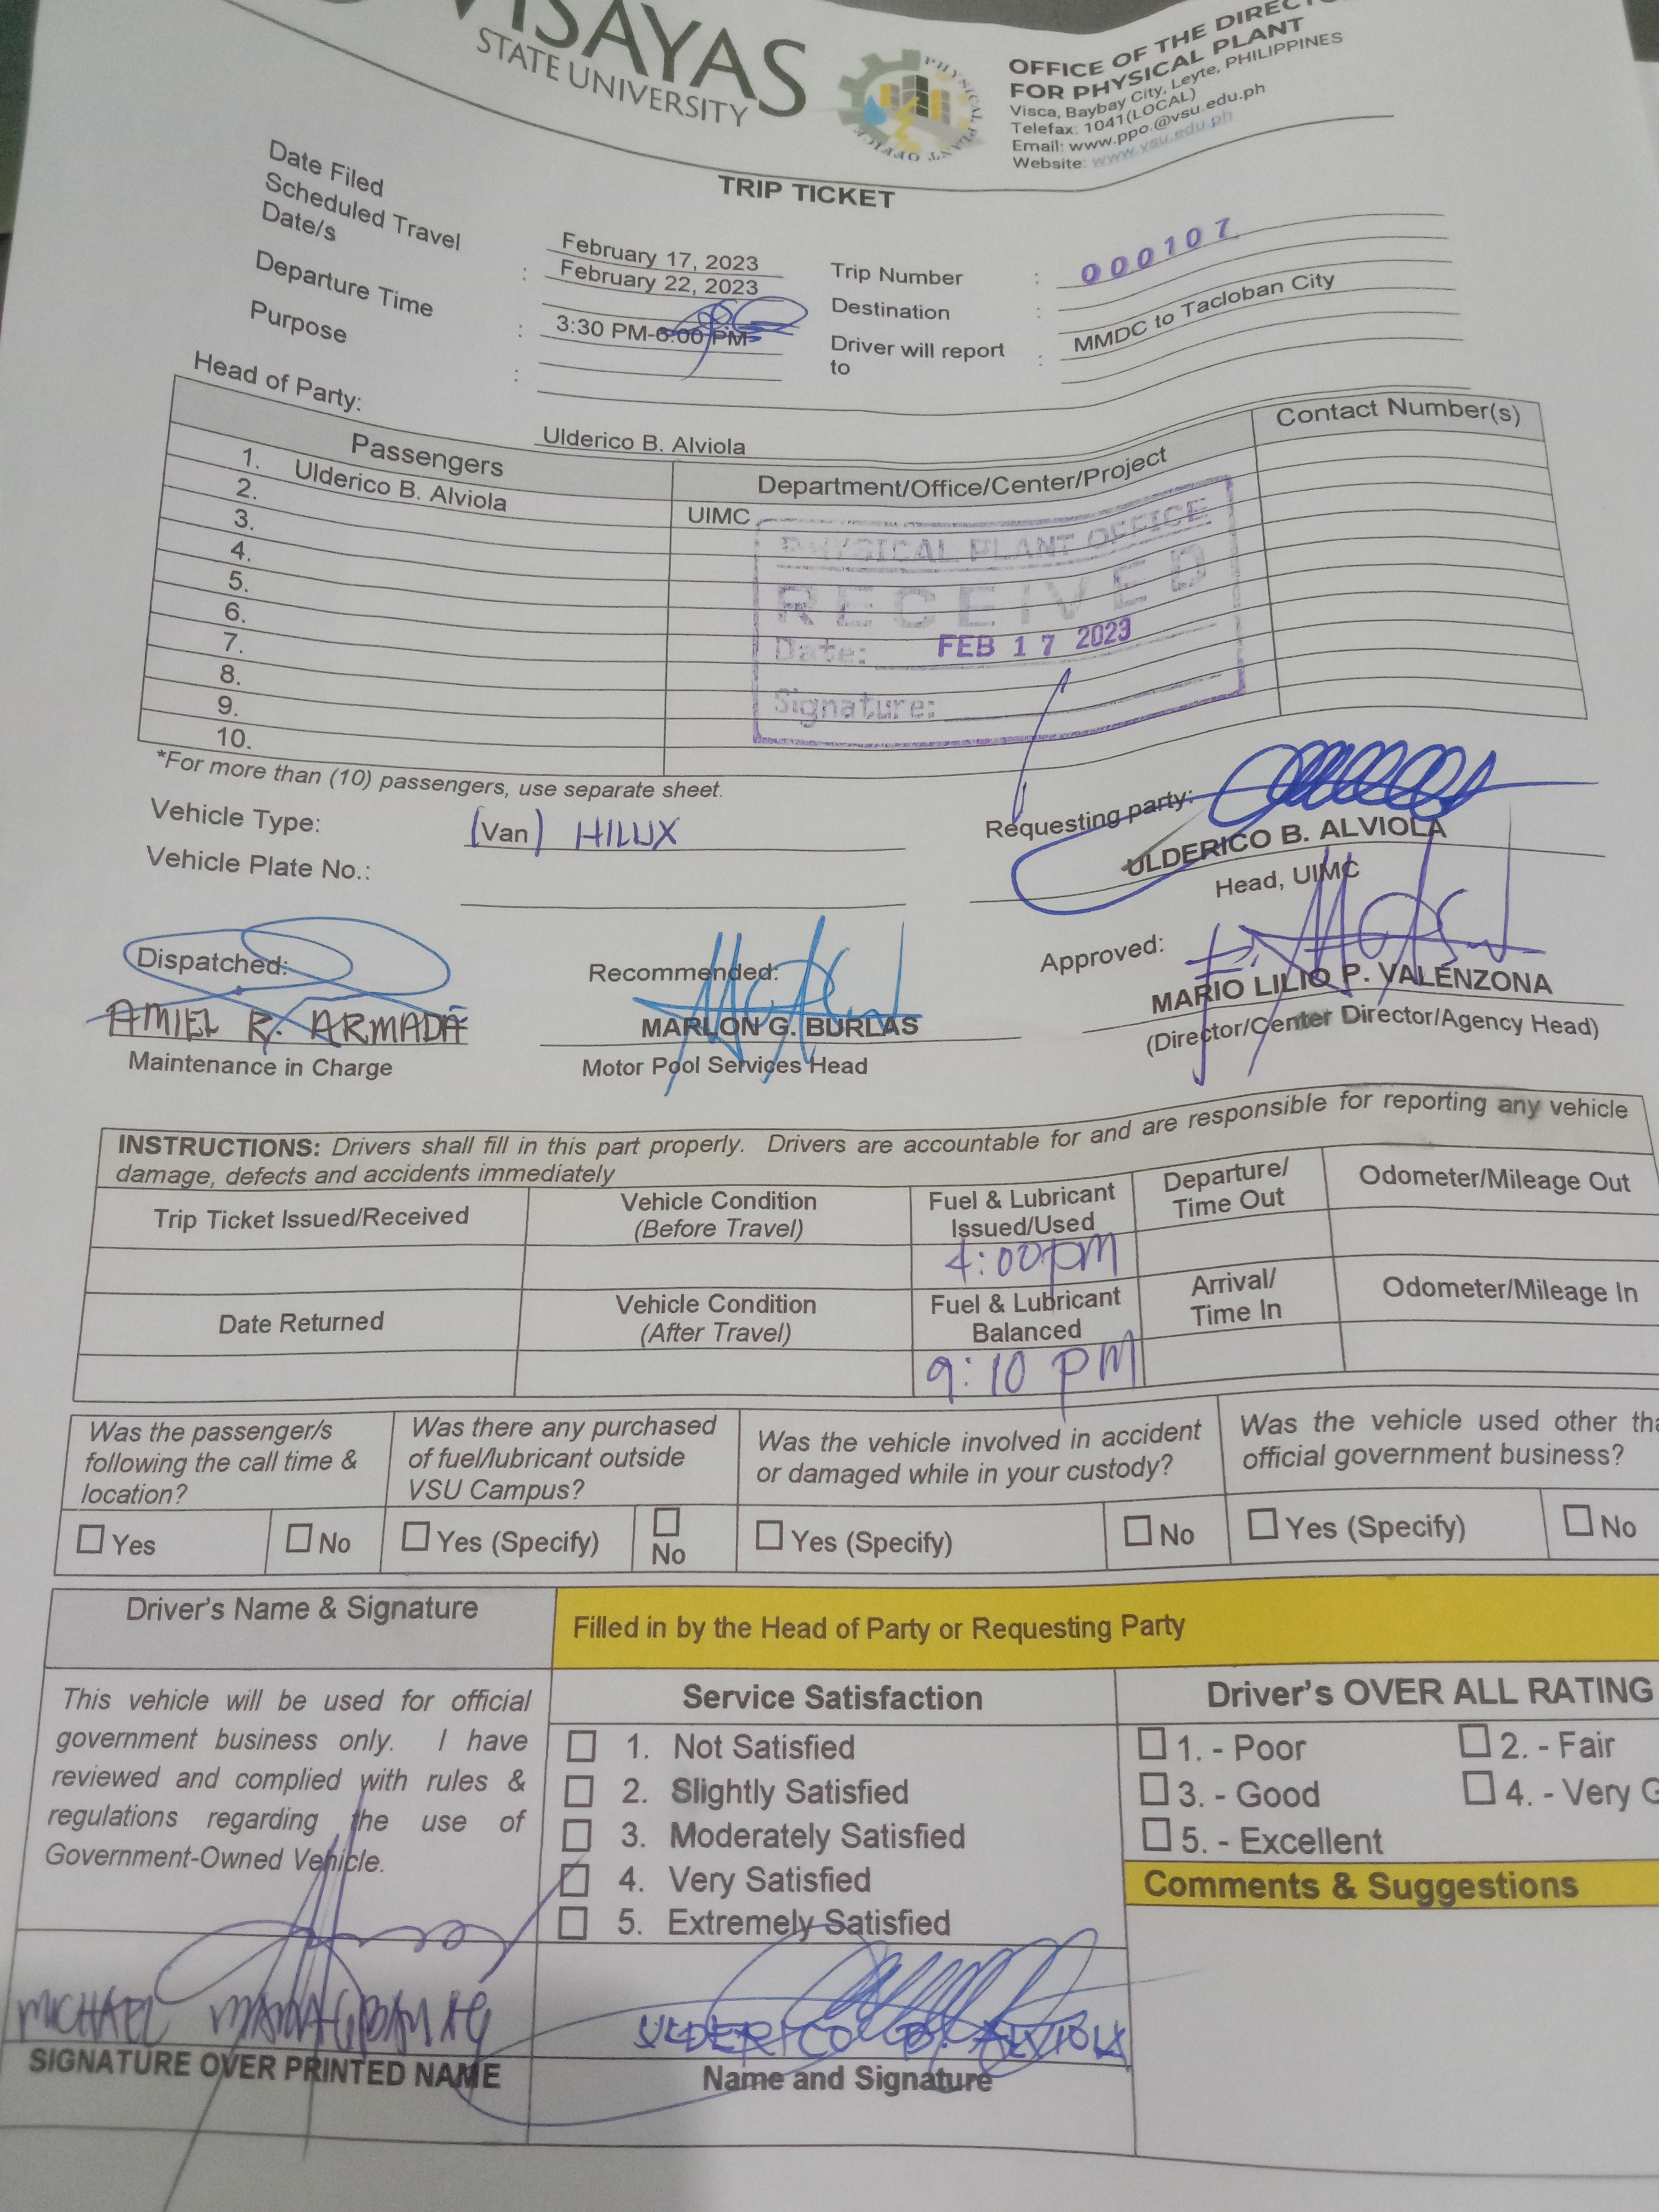 VISAYAS
STATE UNIVERSITY
PHYSICAL PLANT OFFICE
OFFICE OF THE DIRECTO
FOR PHYSICAL PLANT
Visca, Baybay City, Leyte, PHILIPPINES
Telefax: 1041(LOCAL)
Email: www.ppo.@vsu.edu.ph
Website: www.vsu.edu.ph
TRIP TICKET
Date Filed February 17, 2023 Trip Number : 000107
Scheduled Travel Date/s : February 22, 2023 Destination : MMDC to Tacloban City
Departure Time : 3:30 PM-6:00 PM Driver will report to :
Purpose :
Head of Party: Ulderico B. Alviola
Passengers Department/Office/Center/Project Contact Number(s)
1. Ulderico B. Alviola UIMC
2.
3.
4.
5.
6.
7.
8.
9.
10.
PHYSICAL PLANT OFFICE
RECEIVED
Date: FEB 17 2023
Signature:
*For more than (10) passengers, use separate sheet.
Vehicle Type: (Van) HILUX
Vehicle Plate No.:
Requesting party:
ULDERICO B. ALVIOLA
Head, UIMC
Dispatched:
AMIEL R. ARMADA
Maintenance in Charge
Recommended:
MARLON G. BURLAS
Motor Pool Services Head
Approved:
MARIO LILIO P. VALENZONA
(Director/Center Director/Agency Head)
INSTRUCTIONS: Drivers shall fill in this part properly. Drivers are accountable for and are responsible for reporting any vehicle
damage, defects and accidents immediately
Trip Ticket Issued/Received Vehicle Condition (Before Travel) Fuel & Lubricant Issued/Used Departure/ Time Out Odometer/Mileage Out
4:00pm
Date Returned Vehicle Condition (After Travel) Fuel & Lubricant Balanced Arrival/ Time In Odometer/Mileage In
9:10 PM
Was the passenger/s following the call time & location?
Yes No
Was there any purchased of fuel/lubricant outside VSU Campus?
Yes (Specify) No
Was the vehicle involved in accident or damaged while in your custody?
Yes (Specify) No
Was the vehicle used other tha official government business?
Yes (Specify) No
Driver's Name & Signature
Filled in by the Head of Party or Requesting Party
This vehicle will be used for official
government business only. I have
reviewed and complied with rules &
regulations regarding the use of
Government-Owned Vehicle.
Service Satisfaction
1. Not Satisfied
2. Slightly Satisfied
3. Moderately Satisfied
4. Very Satisfied
5. Extremely Satisfied
Driver's OVER ALL RATING
1. - Poor 2. - Fair
3. - Good 4. - Very G
5. - Excellent
Comments & Suggestions
MICHAEL
SIGNATURE OVER PRINTED NAME
ULDERICO B. ALVIOLA
Name and Signature